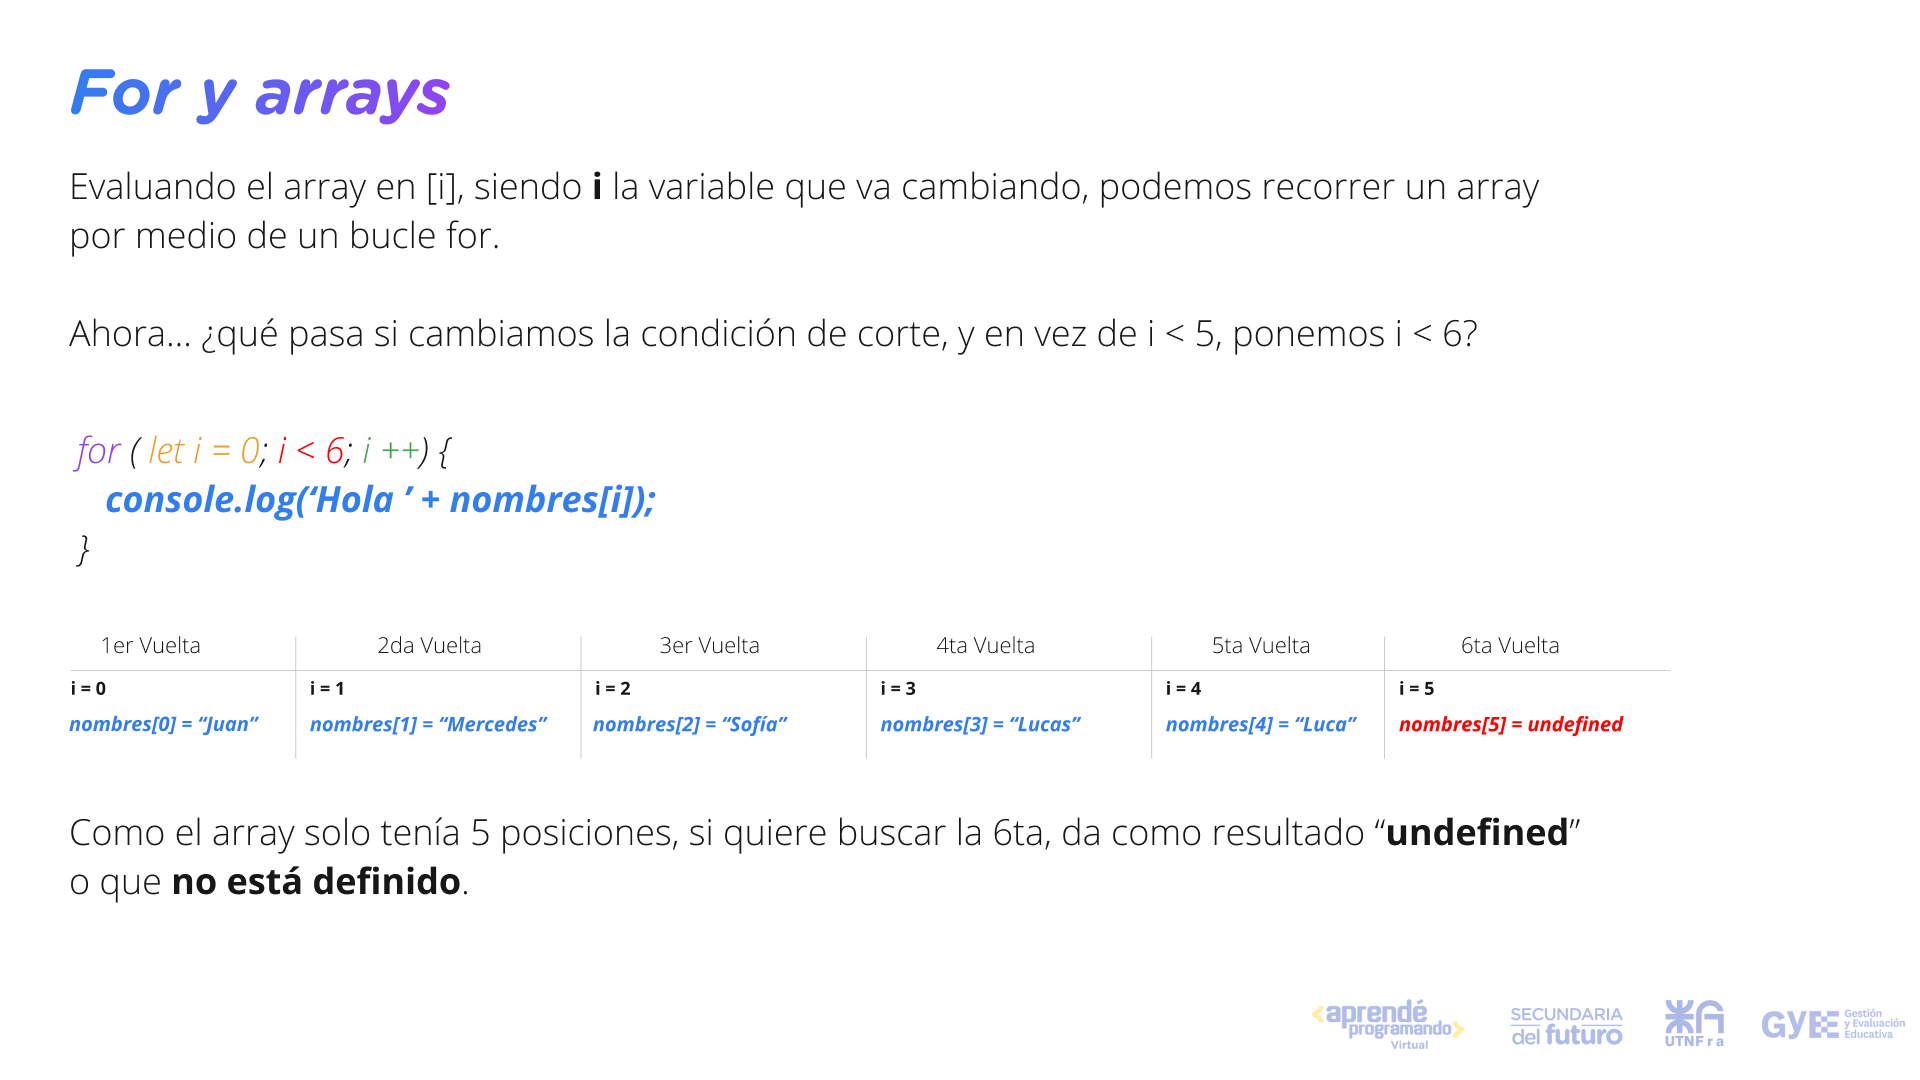 For y arrays
Evaluando el array en [i], siendo i la variable que va cambiando, podemos recorrer un array
por medio de un bucle for.
Ahora... ¿qué pasa si cambiamos la condición de corte, y en vez de i < 5, ponemos i < 6?
for ( let i = 0; i < 6; i ++) {
console.log(‘Hola ’ + nombres[i]);
}
1er Vuelta 2da Vuelta 3er Vuelta 4ta Vuelta 5ta Vuelta 6ta Vuelta
i = 0 i = 1 i = 2 i = 3 i = 4 i = 5
nombres[0] = “Juan” nombres[1] = “Mercedes” nombres[2] = “Sofía” nombres[3] = “Lucas” nombres[4] = “Luca” nombres[5] = undefined
Como el array solo tenía 5 posiciones, si quiere buscar la 6ta, da como resultado “undefined”
o que no está definido.
<aprendé
programando>
Virtual
SECUNDARIA
del futuro
UTNFra
GYEE
Gestión
y Evaluación
Educativa